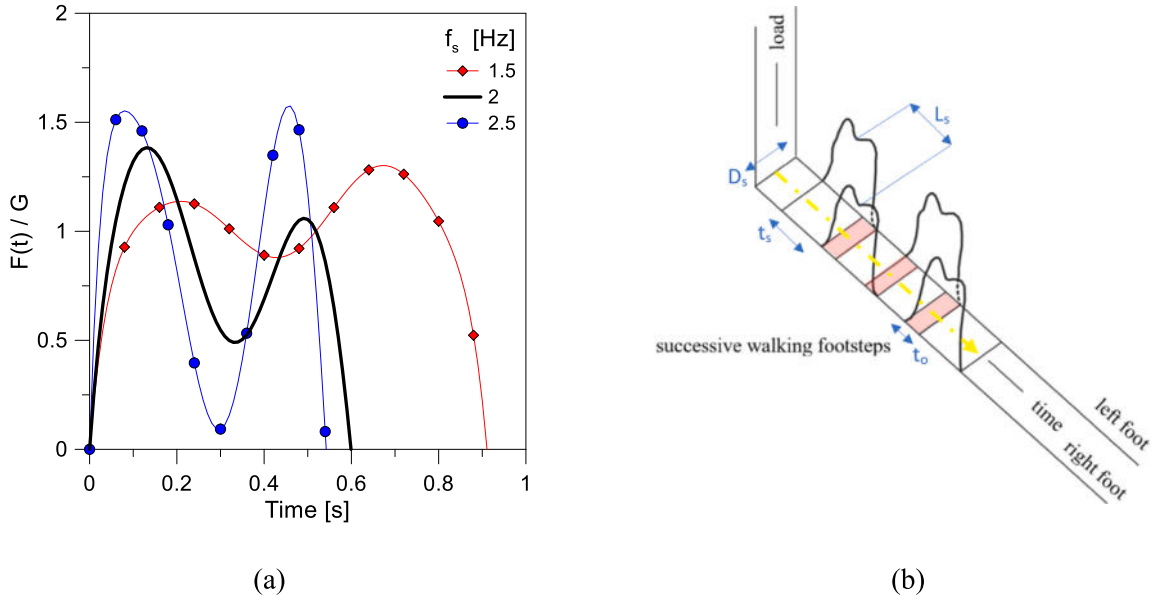 2
1.5
1
0.5
0
F(t) / G
0
0.2
0.4
0.6
0.8
1
Time [s]
f_s [Hz]
1.5
2
2.5
(a)
load
L_s
D_s
t_s
successive walking footsteps
t_o
time
left foot
right foot
(b)